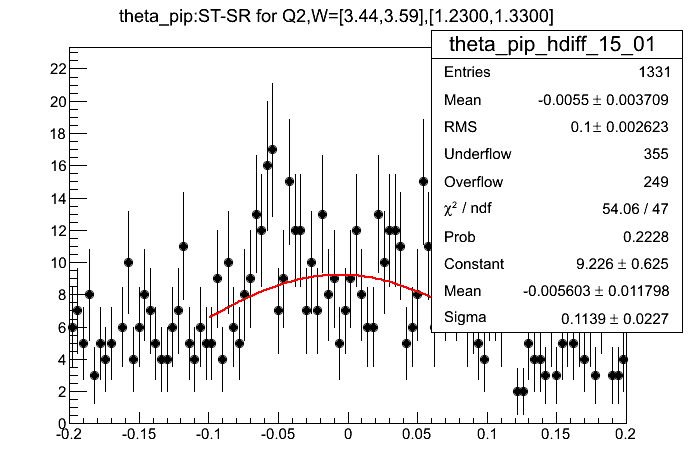 theta_pip:ST-SR for Q2,W=[3.44,3.59],[1.2300,1.3300]
theta_pip_hdiff_15_01
Entries 1331
Mean -0.0055 ± 0.003709
RMS 0.1 ± 0.002623
Underflow 355
Overflow 249
χ² / ndf 54.06 / 47
Prob 0.2228
Constant 9.226 ± 0.625
Mean -0.005603 ± 0.011798
Sigma 0.1139 ± 0.0227
22
20
18
16
14
12
10
8
6
4
2
0
-0.2 -0.15 -0.1 -0.05 0 0.05 0.1 0.15 0.2